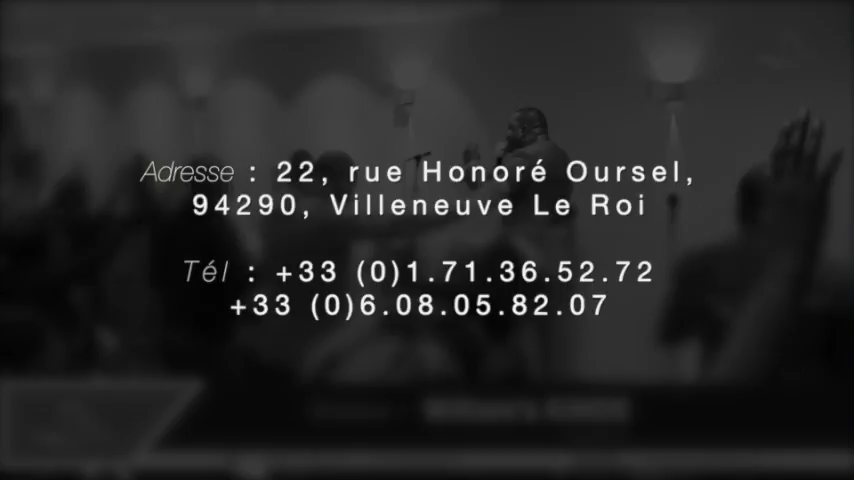 Adresse : 22, rue Honoré Oursel,
94290, Villeneuve Le Roi
Tél : +33 (0)1.71.36.52.72
+33 (0)6.08.05.82.07